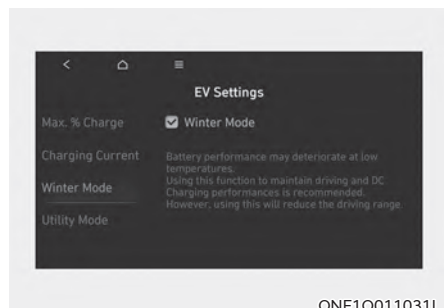 EV Settings
Max. % Charge
Winter Mode
Charging Current
Battery performance may deteriorate at low
temperatures.
Using this function to maintain driving and DC
Charging performances is recommended.
However, using this will reduce the driving range.
Winter Mode
Utility Mode